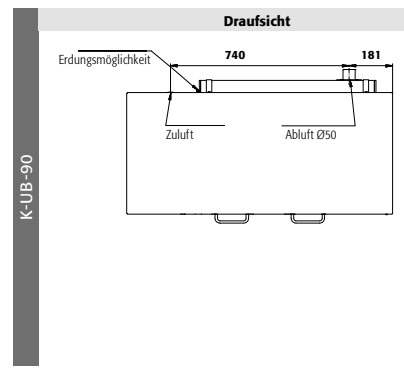 Draufsicht
Erdungsmöglichkeit
740
181
Zuluft
Abluft Ø50
K-UB-90